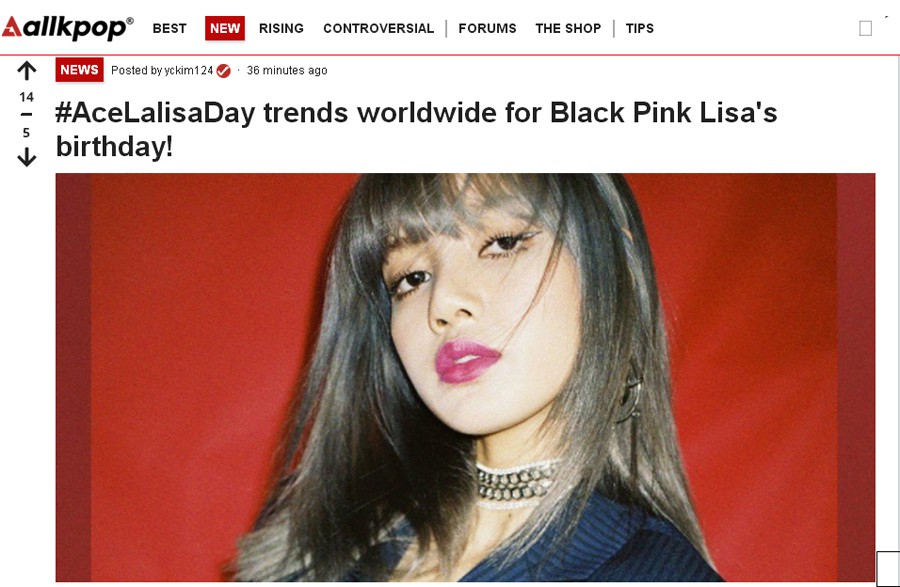 allkpop® BEST NEW RISING CONTROVERSIAL FORUMS THE SHOP TIPS
NEWS Posted by yckim124 · 36 minutes ago
14
5
#AceLalisaDay trends worldwide for Black Pink Lisa's
birthday!